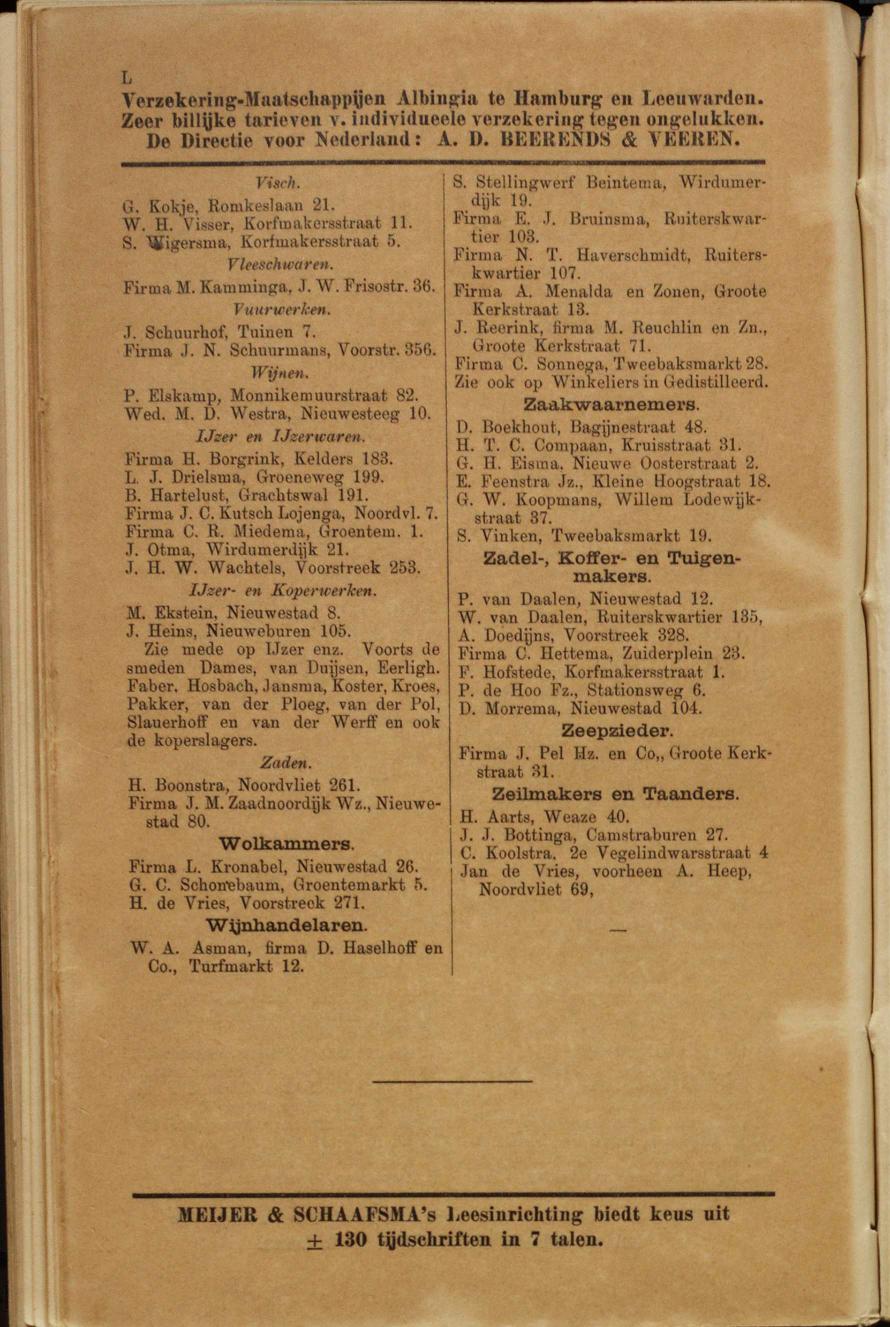 L
Verzekering-Maatschappijen Albingia te Hamburg en Leeuwarden.
Zeer billijke tarieven v. individueele verzekering tegen ongelukken.
De Directie voor Nederland: A. D. BEERENDS & VEEREN.
Visch.
G. Kokje, Romkeslaan 21.
W. H. Visser, Korfmakersstraat 11.
S. Wigersma, Korfmakersstraat 5.
Vleeschwaren.
Firma M. Kamminga, J. W. Frisostr. 36.
Vuurwerken.
J. Schuurhof, Tuinen 7.
Firma J. N. Schuurmans, Voorstr. 356.
Wijnen.
P. Elskamp, Monnikemuurstraat 82.
Wed. M. D. Westra, Nieuwesteeg 10.
IJzer en IJzerwaren.
Firma H. Borgrink, Kelders 183.
L. J. Drielsma, Groeneweg 199.
B. Hartelust, Grachtswal 191.
Firma J. C. Kutsch Lojenga, Noordvl. 7.
Firma C. R. Miedema, Groentem. 1.
J. Otma, Wirdumerdijk 21.
J. H. W. Wachtels, Voorstreek 253.
IJzer- en Koperwerken.
M. Ekstein, Nieuwestad 8.
J. Heins, Nieuweburen 105.
Zie mede op IJzer enz. Voorts de
smeden Dames, van Duijsen, Eerligh.
Faber, Hosbach, Jansma, Koster, Kroes,
Pakker, van der Ploeg, van der Pol,
Slauerhoff en van der Werff en ook
de koperslagers.
Zaden.
H. Boonstra, Noordvliet 261.
Firma J. M. Zaadnoordijk Wz., Nieuwe-
stad 80.
Wolkammers.
Firma L. Kronabel, Nieuwestad 26.
G. C. Schonebaum, Groentemarkt 5.
H. de Vries, Voorstreek 271.
Wijnhandelaren.
W. A. Asman, firma D. Haselhoff en
Co., Turfmarkt 12.
S. Stellingwerf Beintema, Wirdumer-
dijk 19.
Firma E. J. Bruinsma, Ruiterskwar-
tier 103.
Firma N. T. Haverschmidt, Ruiters-
kwartier 107.
Firma A. Menalda en Zonen, Groote
Kerkstraat 13.
J. Reerink, firma M. Reuchlin en Zn.,
Groote Kerkstraat 71.
Firma C. Sonnega, Tweebaksmarkt 28.
Zie ook op Winkeliers in Gedistilleerd.
Zaakwaarnemers.
D. Boekhout, Bagijnestraat 48.
H. T. C. Compaan, Kruisstraat 31.
G. H. Eisma, Nieuwe Oosterstraat 2.
E. Feenstra Jz., Kleine Hoogstraat 18.
G. W. Koopmans, Willem Lodewijk-
straat 37.
S. Vinken, Tweebaksmarkt 19.
Zadel-, Koffer- en Tuigen-
makers.
P. van Daalen, Nieuwestad 12.
W. van Daalen, Ruiterskwartier 135,
A. Doedijns, Voorstreek 328.
Firma C. Hettema, Zuiderplein 23.
F. Hofstede, Korfmakersstraat 1.
P. de Hoo Fz., Stationsweg 6.
D. Morrema, Nieuwestad 104.
Zeepzieder.
Firma J. Pel Hz. en Co,, Groote Kerk-
straat 31.
Zeilmakers en Taanders.
H. Aarts, Weaze 40.
J. J. Bottinga, Camstraburen 27.
C. Koolstra, 2e Vegelindwarsstraat 4
Jan de Vries, voorheen A. Heep,
Noordvliet 69,
MEIJER & SCHAAFSMA's Leesinrichting biedt keus uit
± 130 tijdschriften in 7 talen.